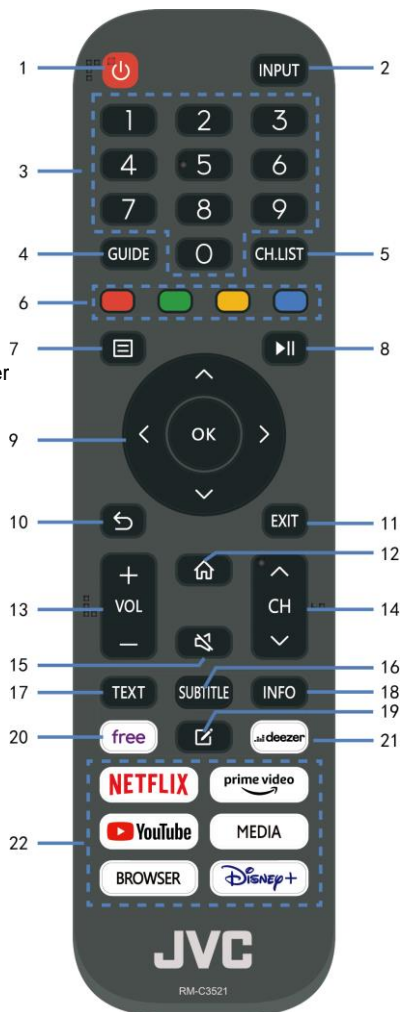 1
INPUT
2
1 2 3
3
4 5 6
7 8 9
4
GUIDE
0
CH.LIST
5
6
7
8
er
9
OK
10
EXIT
11
12
+
VOL
—
13
CH
14
15
16
17
TEXT
SUBTITLE
INFO
18
19
20
free
deezer
21
NETFLIX
prime video
22
YouTube
MEDIA
BROWSER
Disney+
JVC
RM-C3521